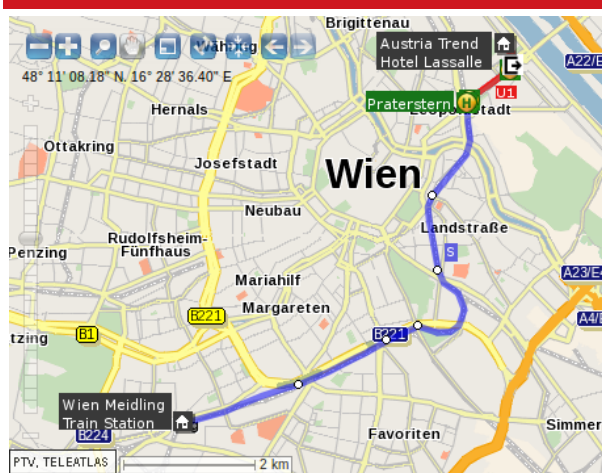 Brigittenau
Währing
Austria Trend
Hotel Lassalle
A22/E
48° 11' 08.18" N. 16° 28' 36.40" E
U1
Praterstern
H
Hernals
Ottakring
Josefstadt
Wien
Neubau
Landstraße
Rudolfsheim-
Fünfhaus
Penzing
S
A23/E4
Mariahilf
Margareten
B221
A4/E
B1
tzing
B221
Wien Meidling
Train Station
B224
Favoriten
Simmer
PTV, TELEATLAS
2 km